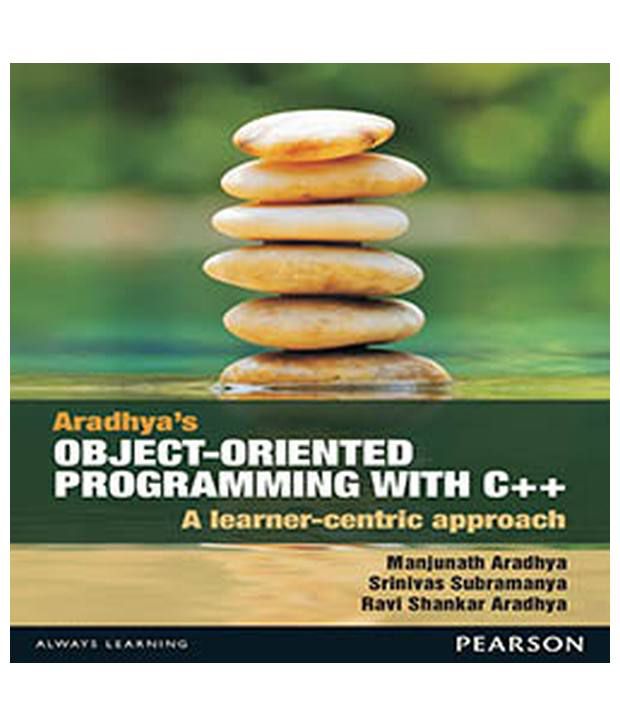 Aradhya's
OBJECT-ORIENTED
PROGRAMMING WITH C++
A learner-centric approach
Manjunath Aradhya
Srinivas Subramanya
Ravi Shankar Aradhya
ALWAYS LEARNING
PEARSON